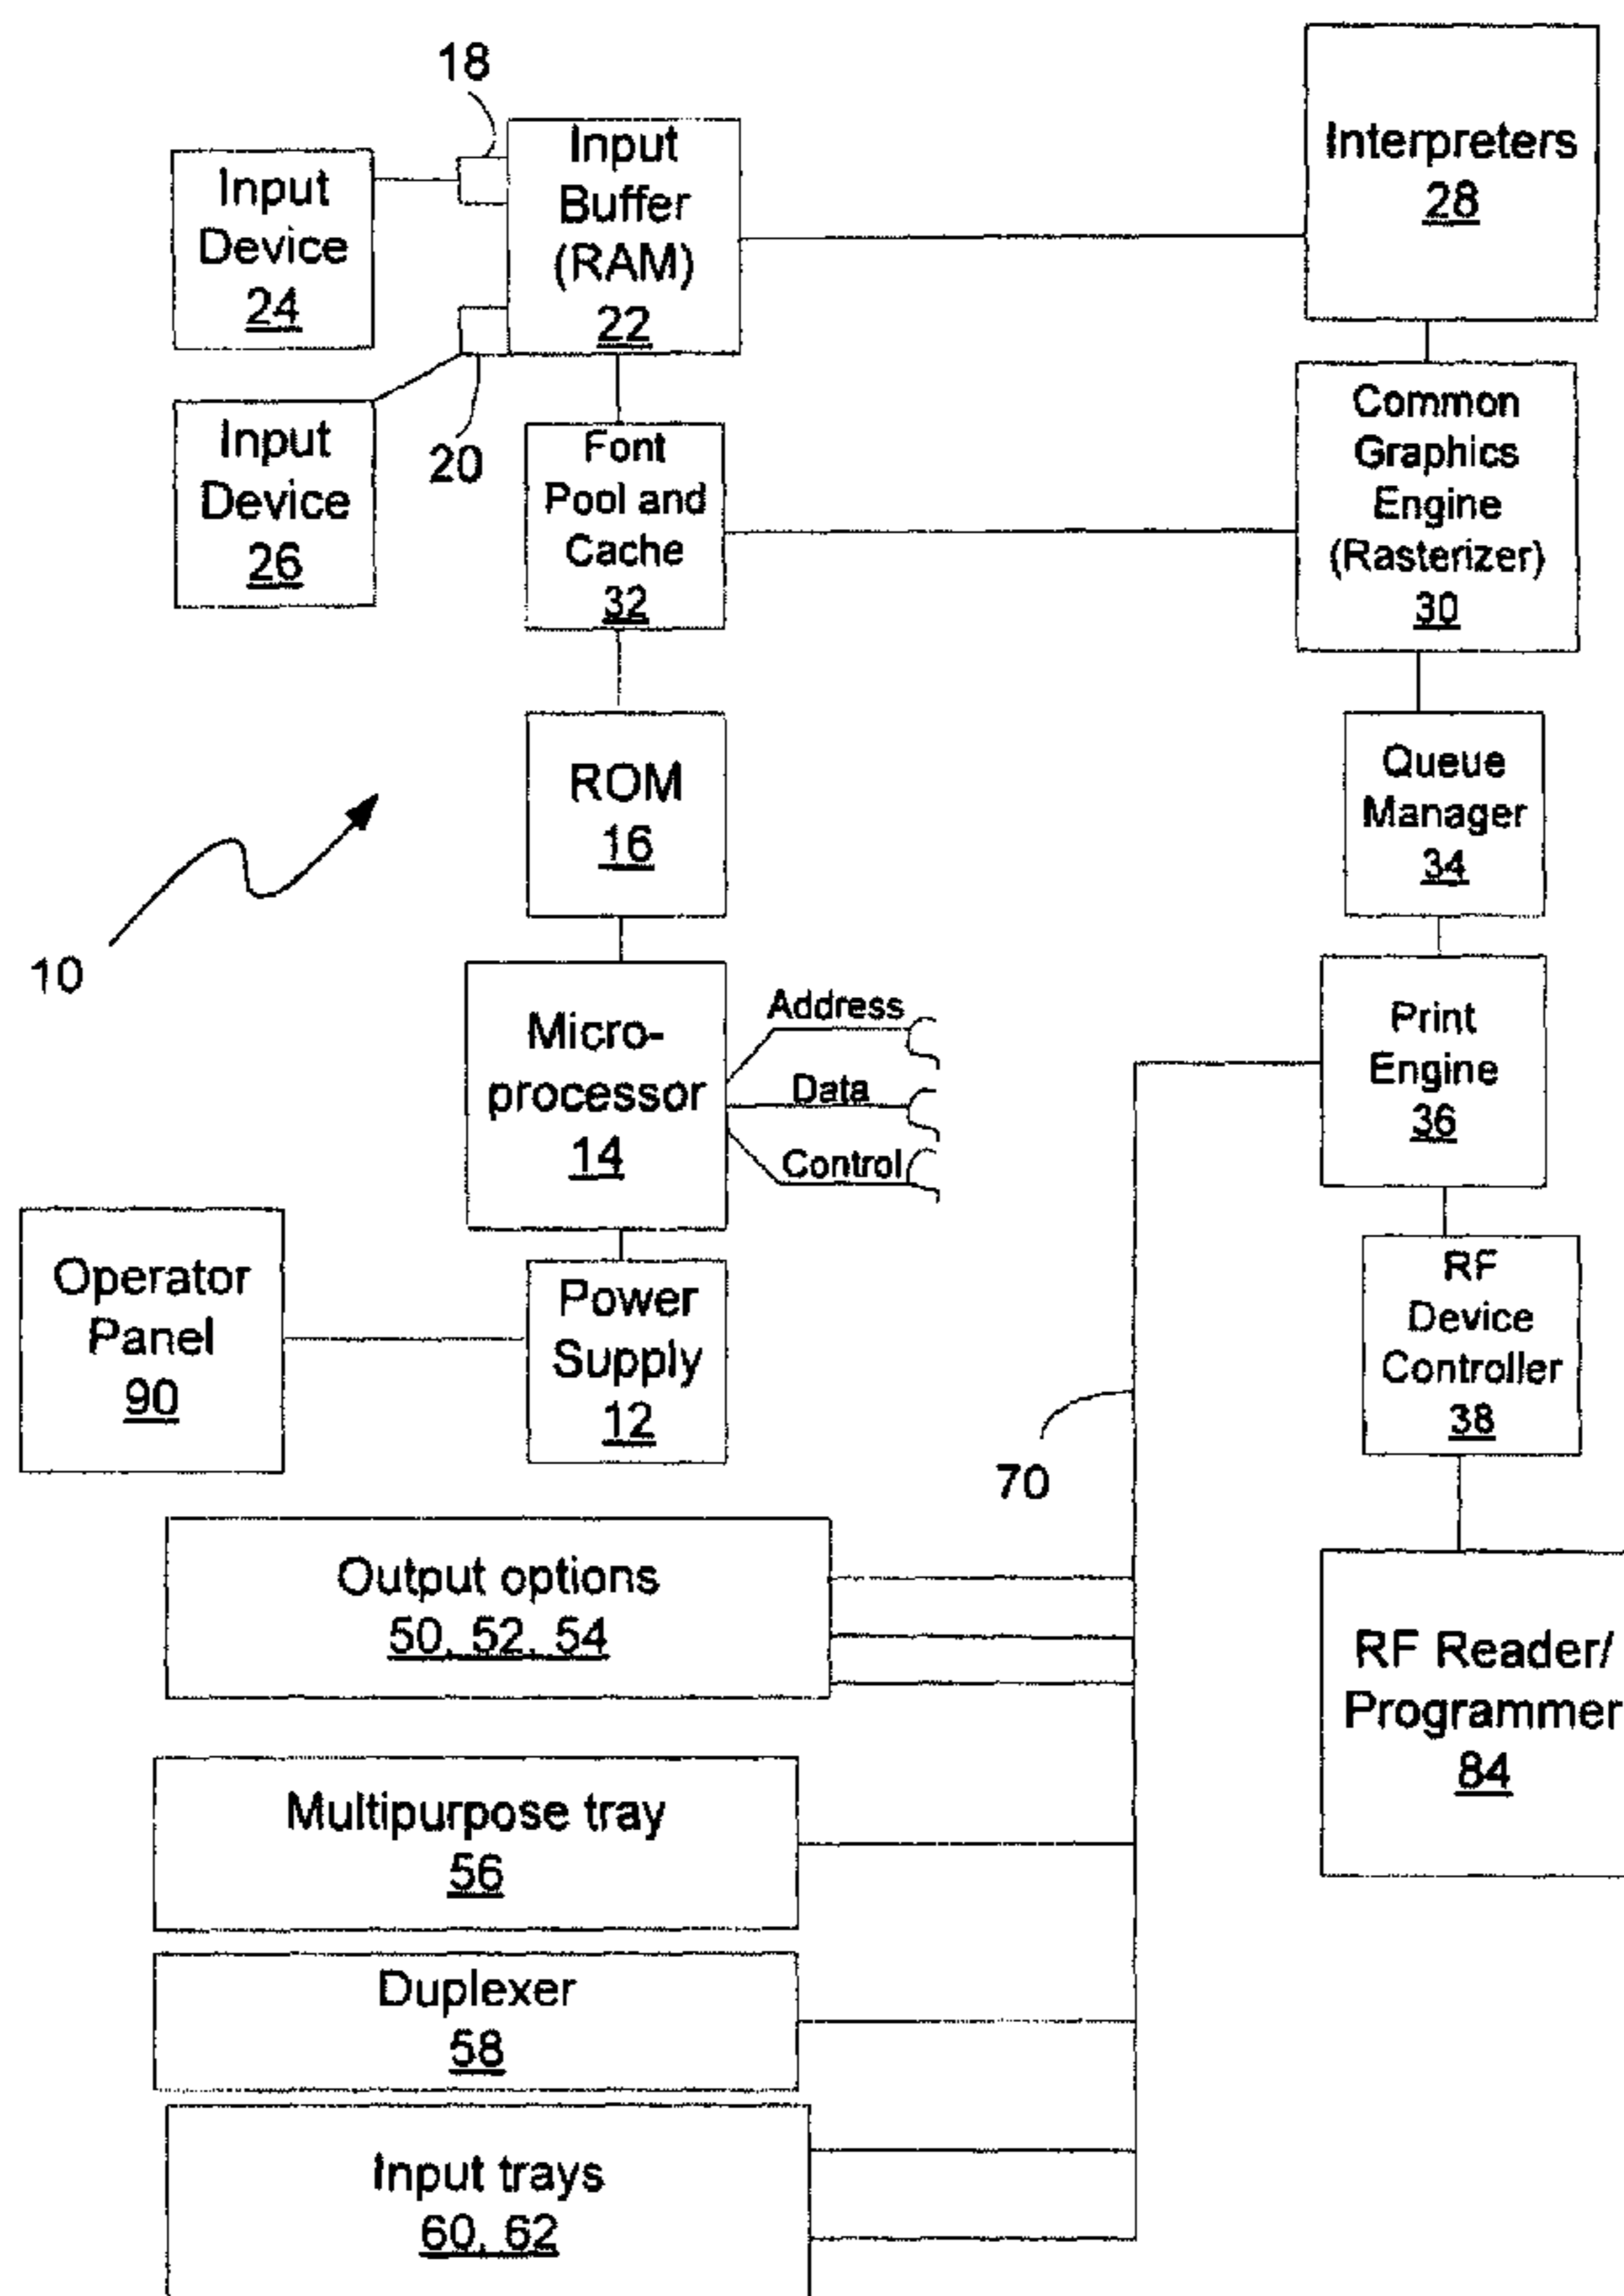 18
Input
Device
24
Input
Buffer
(RAM)
22
Interpreters
28
Input
Device
26
20
Font
Pool and
Cache
32
Common
Graphics
Engine
(Rasterizer)
30
ROM
16
Queue
Manager
34
10
Micro-
processor
14
Address
Data
Control
Print
Engine
36
Operator
Panel
90
Power
Supply
12
RF
Device
Controller
38
70
Output options
50, 52, 54
RF Reader/
Programmer
84
Multipurpose tray
56
Duplexer
58
Input trays
60, 62